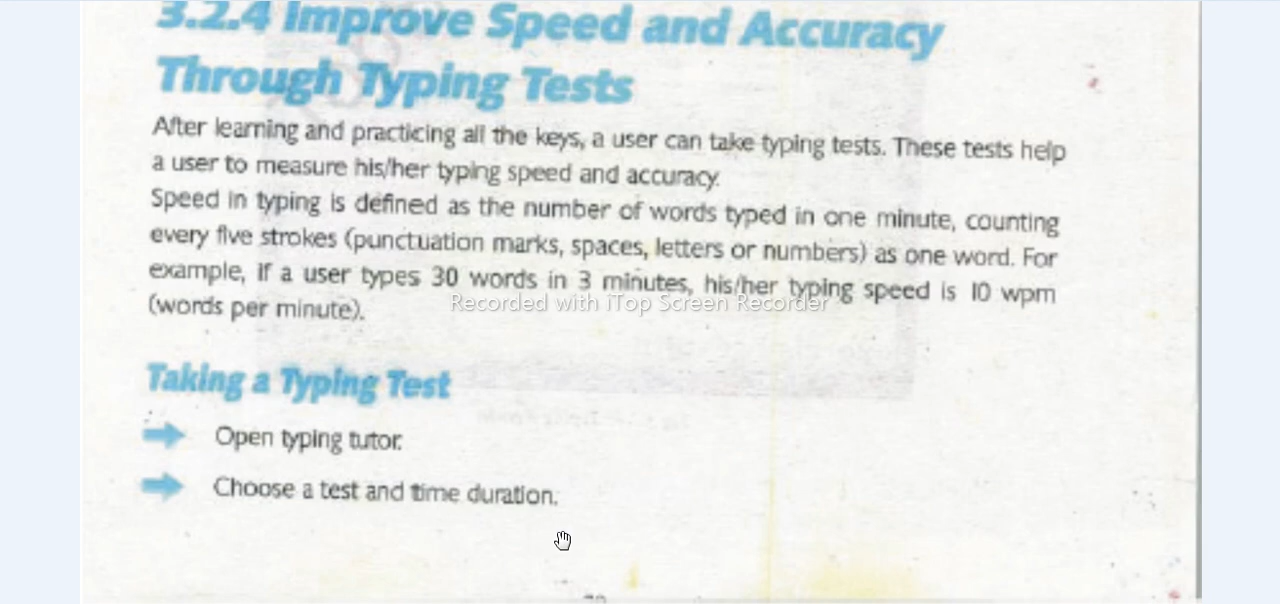 3.2.4 Improve Speed and Accuracy
Through Typing Tests
After learning and practicing all the keys, a user can take typing tests. These tests help
a user to measure his/her typing speed and accuracy.
Speed in typing is defined as the number of words typed in one minute, counting
every five strokes (punctuation marks, spaces, letters or numbers) as one word. For
example, if a user types 30 words in 3 minutes, his/her typing speed is 10 wpm
Recorded with iTop Screen Recorder
(words per minute).
Taking a Typing Test
Open typing tutor.
Choose a test and time duration.